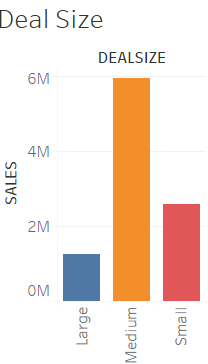 Deal Size
DEALSIZE
6M
4M
2M
0M
SALES
Large
Medium
Small